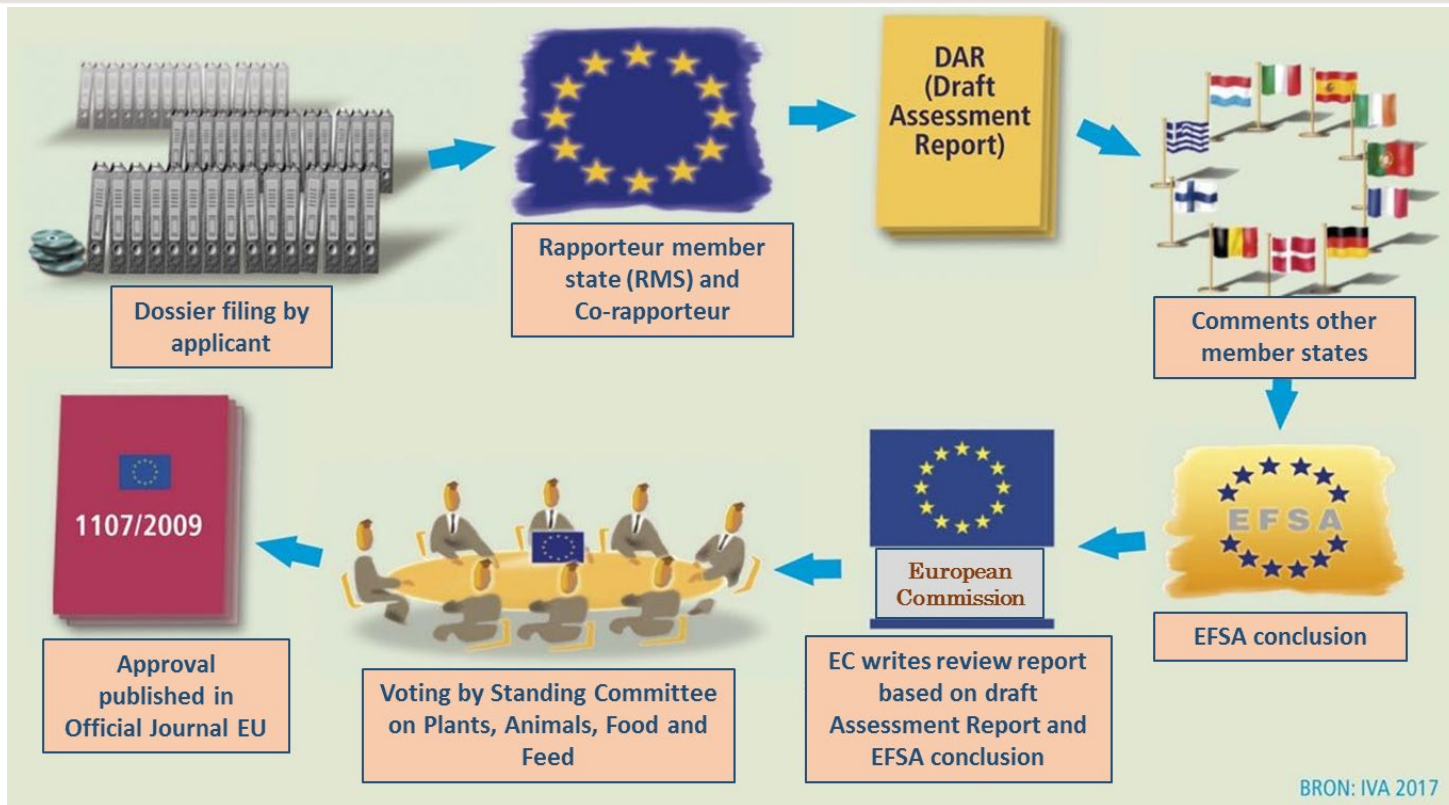 Dossier filing by
applicant
Rapporteur member
state (RMS) and
Co-rapporteur
DAR
(Draft
Assessment
Report)
Comments other
member states
EFSA
EFSA conclusion
European
Commission
EC writes review report
based on draft
Assessment Report and
EFSA conclusion
Voting by Standing Committee
on Plants, Animals, Food and
Feed
1107/2009
Approval
published in
Official Journal EU
BRON: IVA 2017